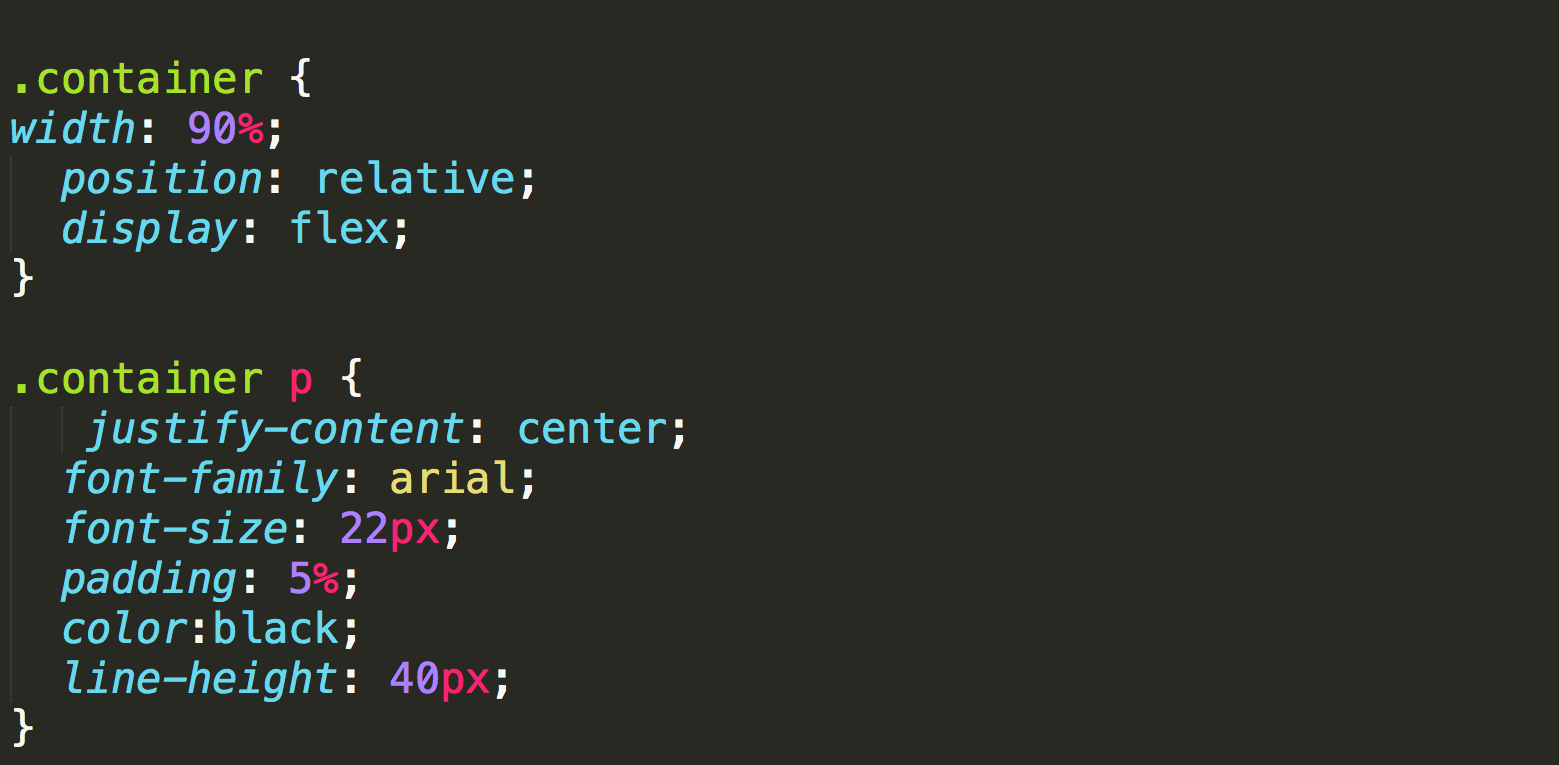 .container {
width: 90%;
  position: relative;
  display: flex;
}

.container p {
   justify-content: center;
  font-family: arial;
  font-size: 22px;
  padding: 5%;
  color:black;
  line-height: 40px;
}